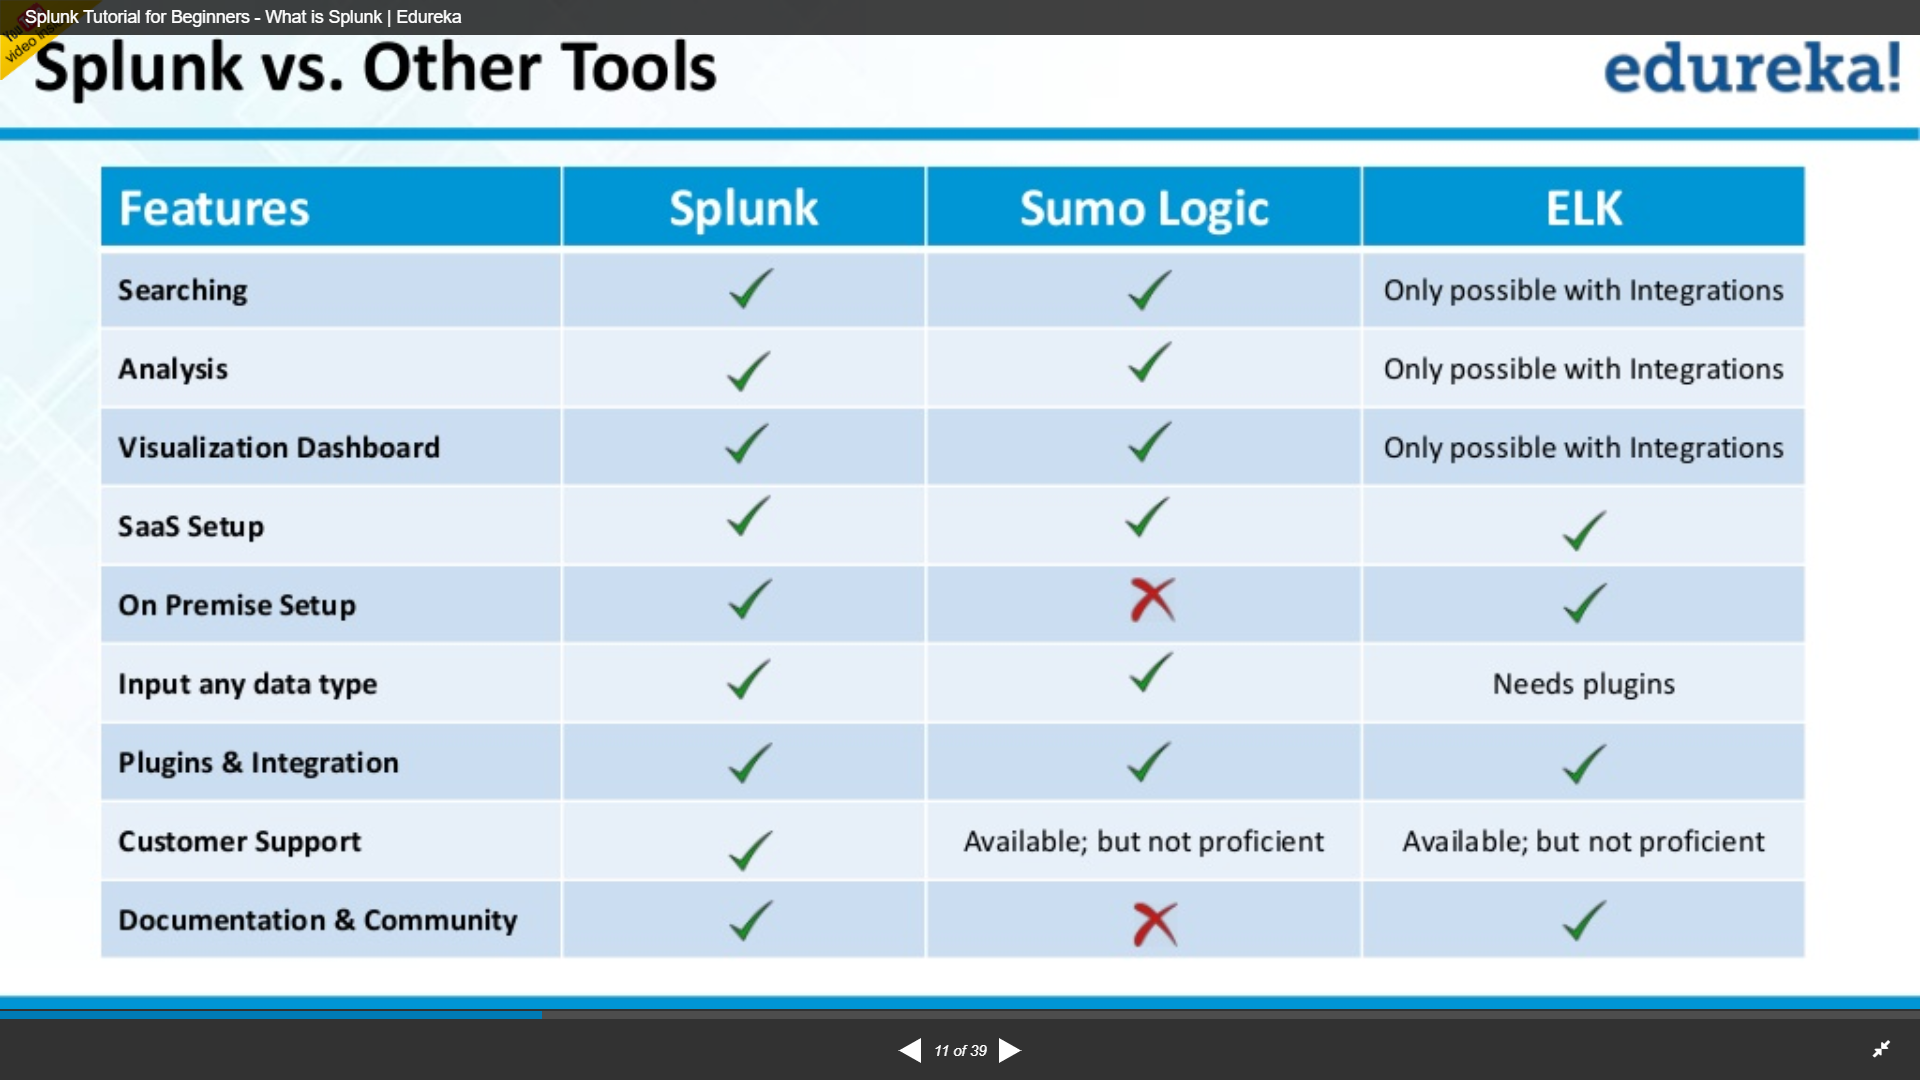 Splunk Tutorial for Beginners - What is Splunk | Edureka
You
video ins
Splunk vs. Other Tools
edureka!
Features Splunk Sumo Logic ELK
Searching Only possible with Integrations
Analysis Only possible with Integrations
Visualization Dashboard Only possible with Integrations
SaaS Setup
On Premise Setup
Input any data type Needs plugins
Plugins & Integration
Customer Support Available; but not proficient Available; but not proficient
Documentation & Community
11 of 39